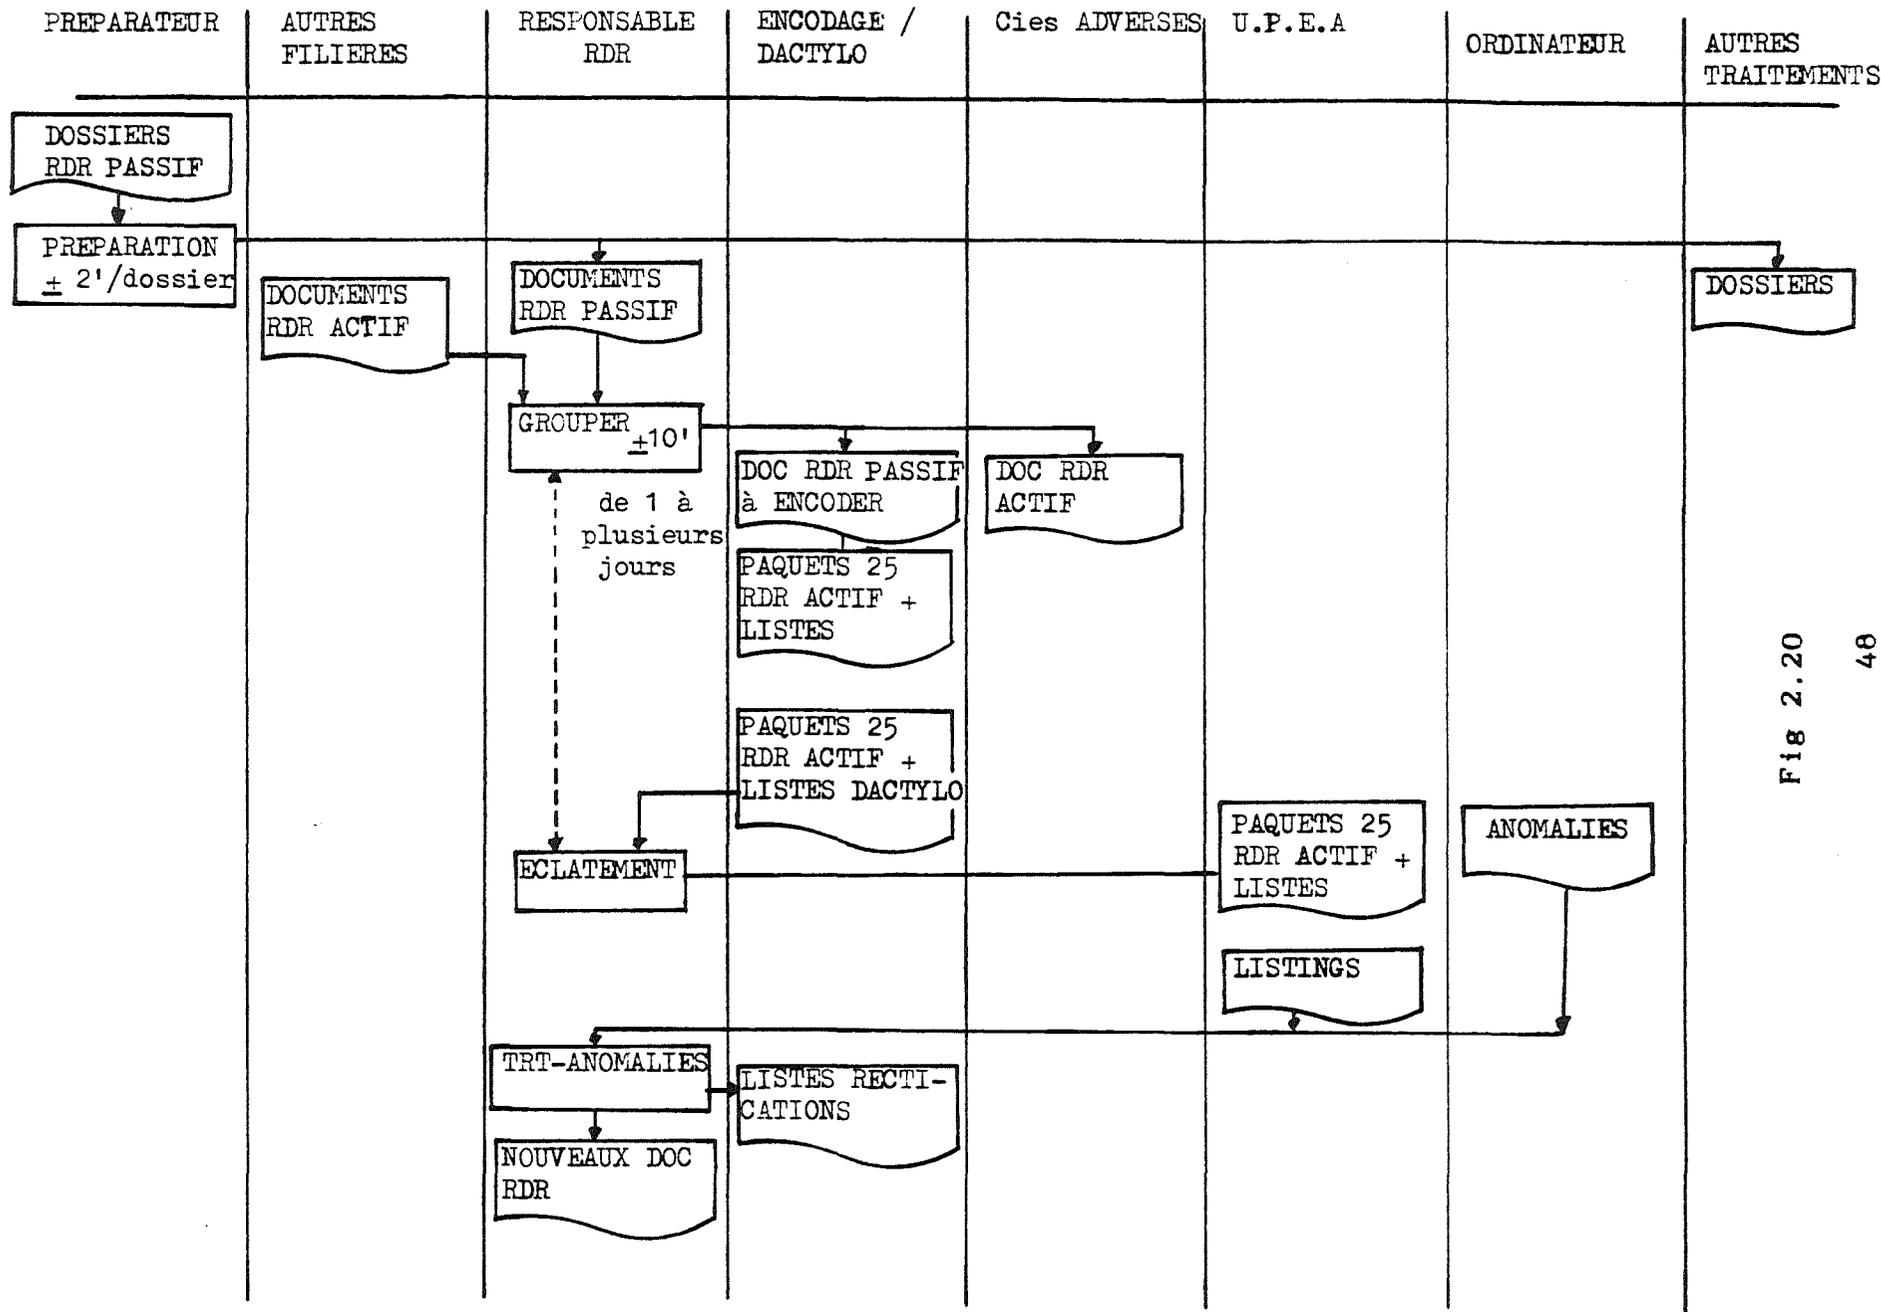 PREPARATEUR
AUTRES
FILIERES
RESPONSABLE
RDR
ENCODAGE /
DACTYLO
Cies ADVERSES
U.P.E.A
ORDINATEUR
AUTRES
TRAITEMENTS
DOSSIERS
RDR PASSIF
PREPARATION
± 2'/dossier
DOCUMENTS
RDR ACTIF
DOCUMENTS
RDR PASSIF
DOSSIERS
GROUPER
±10'
DOC RDR PASSIF
à ENCODER
DOC RDR
ACTIF
de 1 à
plusieurs
jours
PAQUETS 25
RDR ACTIF +
LISTES
PAQUETS 25
RDR ACTIF +
LISTES DACTYLO
ECLATEMENT
PAQUETS 25
RDR ACTIF +
LISTES
ANOMALIES
LISTINGS
TRT-ANOMALIES
LISTES RECTI-
CATIONS
NOUVEAUX DOC
RDR
Fig 2.20
48